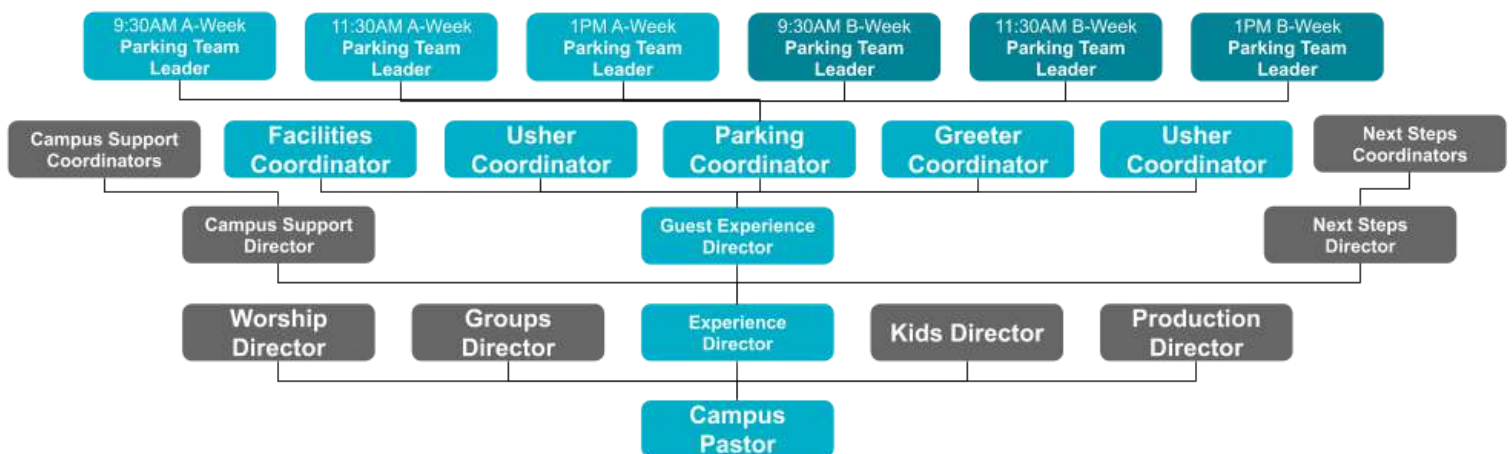 9:30AM A-Week
Parking Team
Leader
11:30AM A-Week
Parking Team
Leader
1PM A-Week
Parking Team
Leader
9:30AM B-Week
Parking Team
Leader
11:30AM B-Week
Parking Team
Leader
1PM B-Week
Parking Team
Leader
Campus Support
Coordinators
Facilities
Coordinator
Usher
Coordinator
Parking
Coordinator
Greeter
Coordinator
Usher
Coordinator
Next Steps
Coordinators
Campus Support
Director
Guest Experience
Director
Next Steps
Director
Worship
Director
Groups
Director
Experience
Director
Kids Director
Production
Director
Campus
Pastor